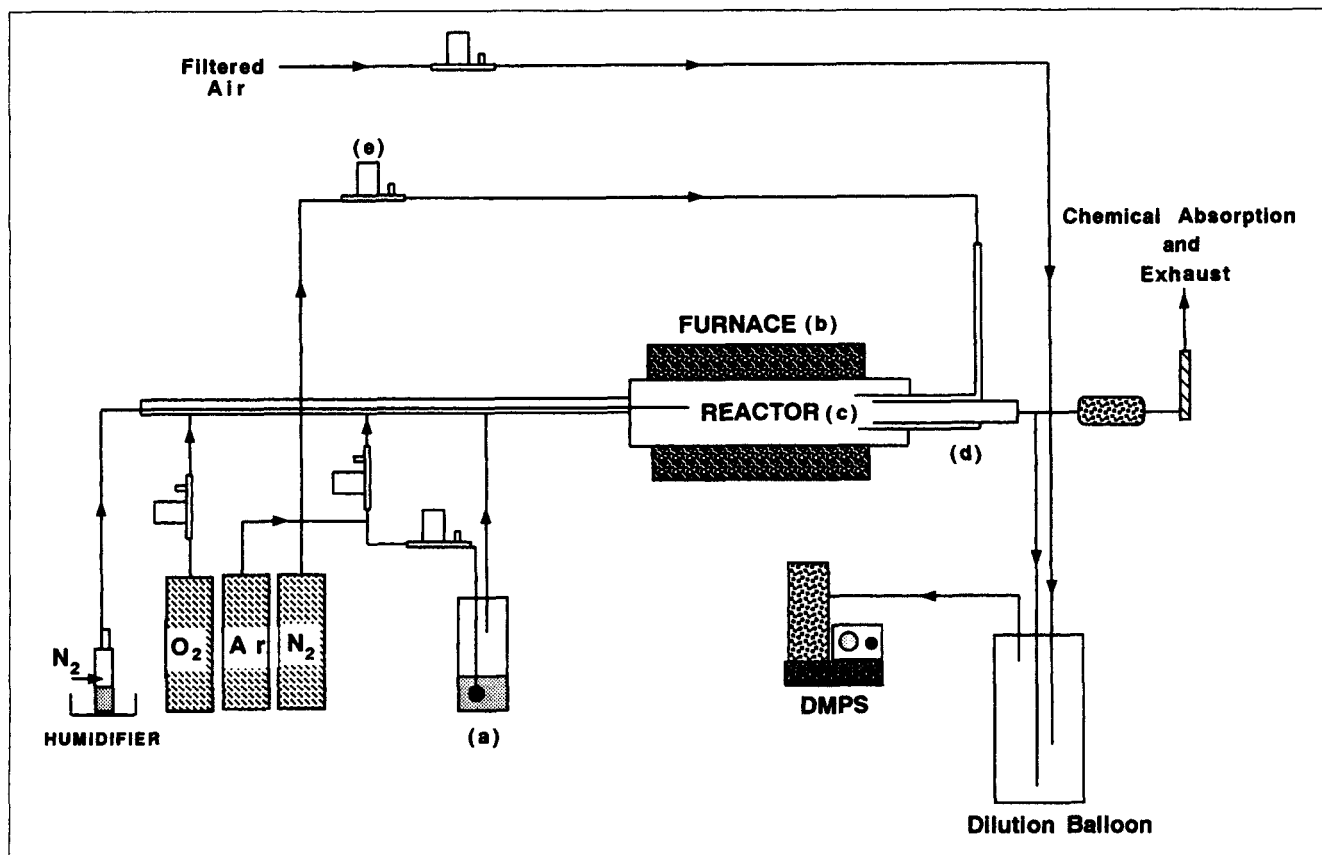 Filtered
Air
(e)
Chemical Absorption
and
Exhaust
FURNACE (b)
REACTOR (c)
(d)
O2
Ar
N2
N2
HUMIDIFIER
(a)
DMPS
Dilution Balloon